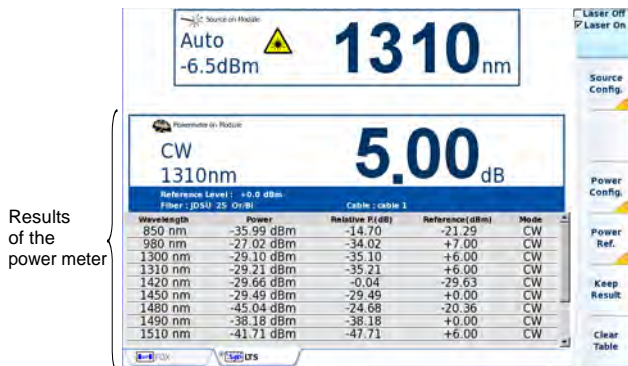 Source on Module
Auto
-6.5dBm
1310 nm
Laser Off
Laser On
Source
Config.
Power
Config.
Power
Ref.
Keep
Result
Clear
Table
Results
of the
power meter
Powermeter on Module
CW
1310nm
5.00 dB
Reference Level : +0.0 dBm
Fiber : JDSU 25 Or/Bl Cable : cable 1
Wavelength Power Relative P.(dB) Reference(dBm) Mode
850 nm -35.99 dBm -14.70 -21.29 CW
980 nm -27.02 dBm -34.02 +7.00 CW
1300 nm -29.10 dBm -35.10 +6.00 CW
1310 nm -29.21 dBm -35.21 +6.00 CW
1420 nm -29.66 dBm -0.04 -29.63 CW
1450 nm -29.49 dBm -29.49 +0.00 CW
1480 nm -45.04 dBm -24.68 -20.36 CW
1490 nm -38.18 dBm -38.18 +0.00 CW
1510 nm -41.71 dBm -47.71 +6.00 CW
FOX
LTS